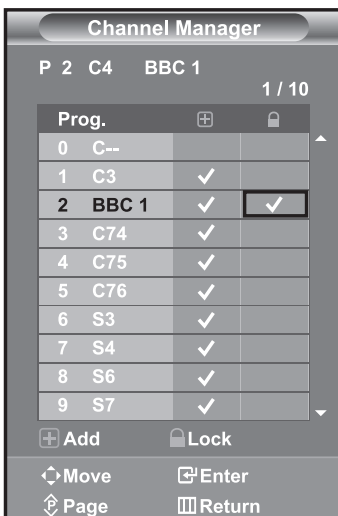 Channel Manager
P 2 C4 BBC 1
1 / 10
Prog.
0 C--
1 C3
2 BBC 1
3 C74
4 C75
5 C76
6 S3
7 S4
8 S6
9 S7
Add Lock
Move Enter
Page Return